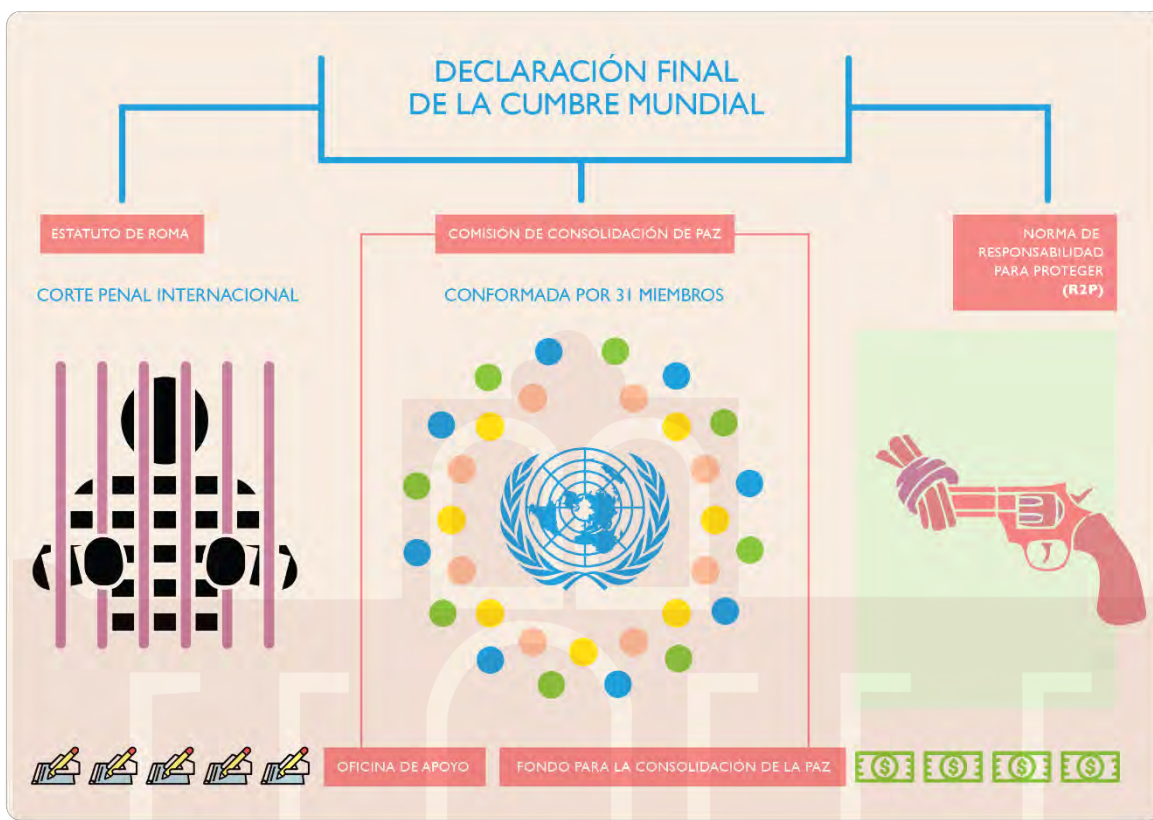 DECLARACIÓN FINAL
DE LA CUMBRE MUNDIAL
ESTATUTO DE ROMA
CORTE PENAL INTERNACIONAL
COMISIÓN DE CONSOLIDACIÓN DE PAZ
CONFORMADA POR 31 MIEMBROS
NORMA DE
RESPONSABILIDAD
PARA PROTEGER
(R2P)
OFICINA DE APOYO
FONDO PARA LA CONSOLIDACIÓN DE LA PAZ